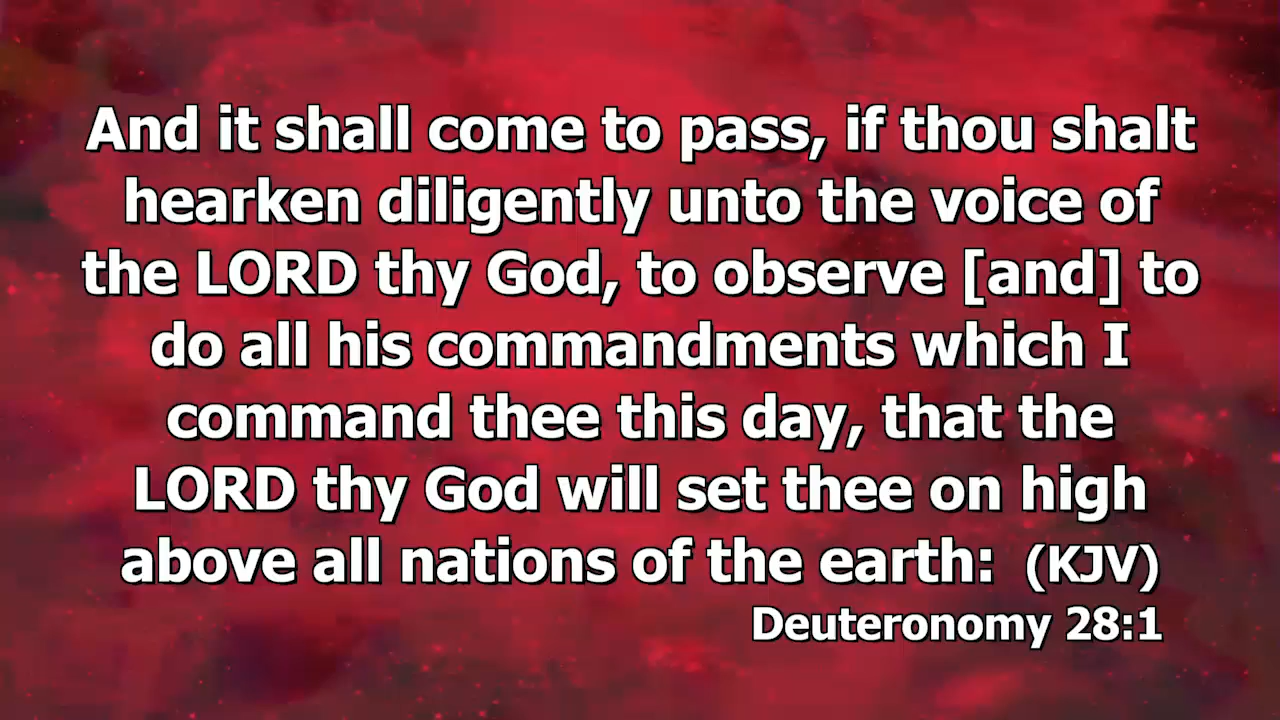 And it shall come to pass, if thou shalt
hearken diligently unto the voice of
the LORD thy God, to observe [and] to
do all his commandments which I
command thee this day, that the
LORD thy God will set thee on high
above all nations of the earth: (KJV)
Deuteronomy 28:1